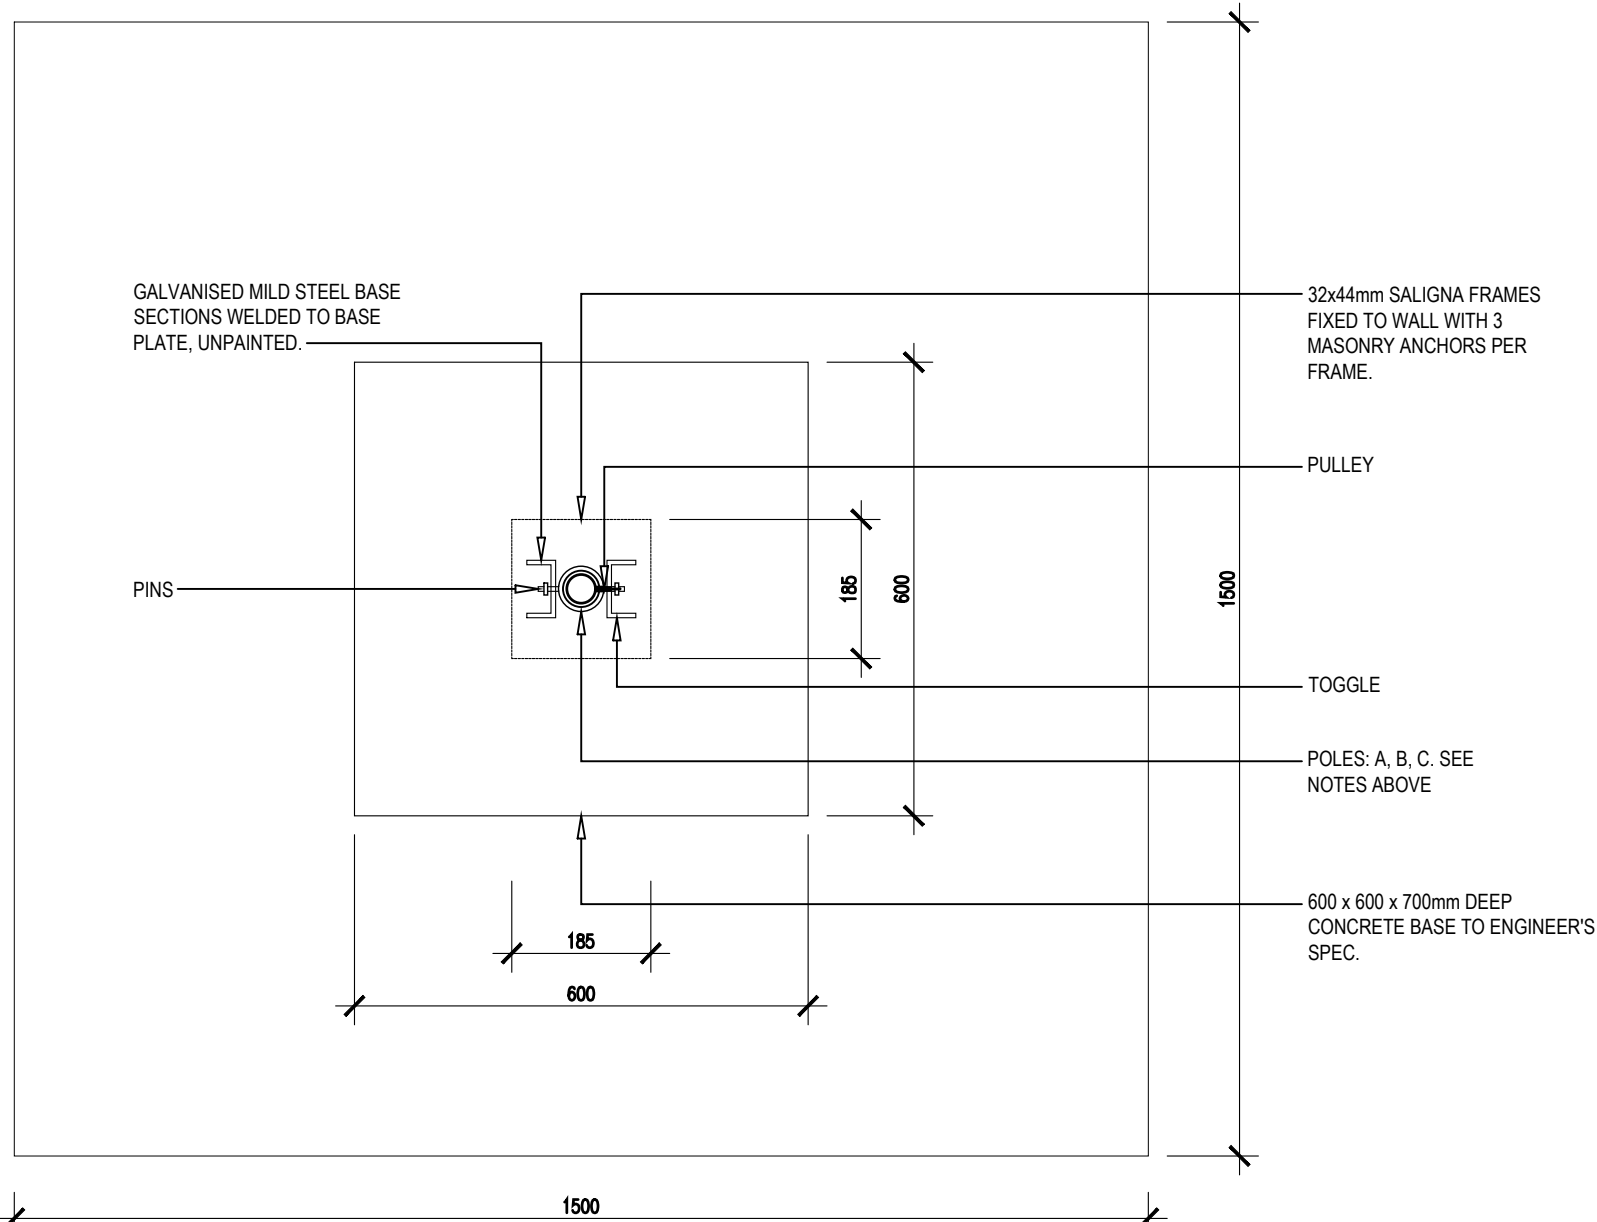 GALVANISED MILD STEEL BASE
SECTIONS WELDED TO BASE
PLATE, UNPAINTED.
PINS
32x44mm SALIGNA FRAMES
FIXED TO WALL WITH 3
MASONRY ANCHORS PER
FRAME.
PULLEY
185
600
1500
TOGGLE
POLES: A, B, C. SEE
NOTES ABOVE
600 x 600 x 700mm DEEP
CONCRETE BASE TO ENGINEER'S
SPEC.
185
600
1500